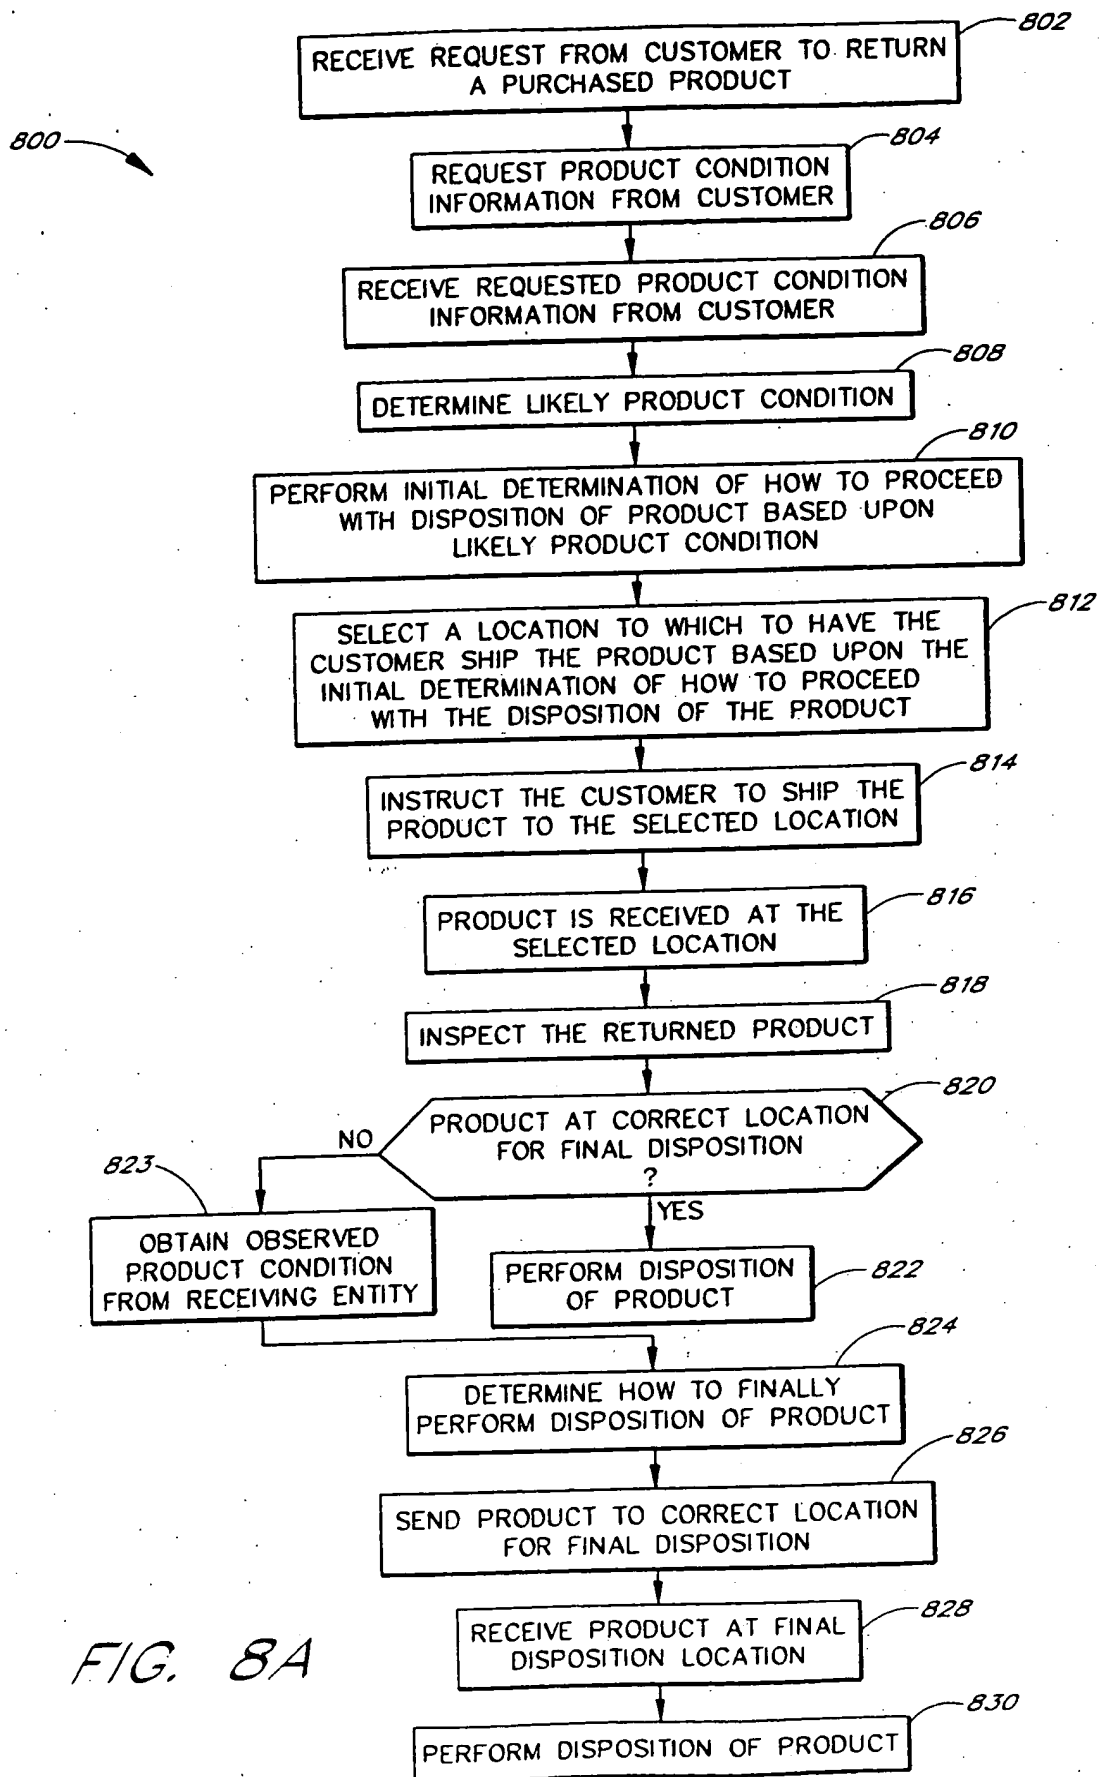 802
RECEIVE REQUEST FROM CUSTOMER TO RETURN
A PURCHASED PRODUCT
800
804
REQUEST PRODUCT CONDITION
INFORMATION FROM CUSTOMER
806
RECEIVE REQUESTED PRODUCT CONDITION
INFORMATION FROM CUSTOMER
808
DETERMINE LIKELY PRODUCT CONDITION
810
PERFORM INITIAL DETERMINATION OF HOW TO PROCEED
WITH DISPOSITION OF PRODUCT BASED UPON
LIKELY PRODUCT CONDITION
812
SELECT A LOCATION TO WHICH TO HAVE THE
CUSTOMER SHIP THE PRODUCT BASED UPON THE
INITIAL DETERMINATION OF HOW TO PROCEED
WITH THE DISPOSITION OF THE PRODUCT
814
INSTRUCT THE CUSTOMER TO SHIP THE
PRODUCT TO THE SELECTED LOCATION
816
PRODUCT IS RECEIVED AT THE
SELECTED LOCATION
818
INSPECT THE RETURNED PRODUCT
820
PRODUCT AT CORRECT LOCATION
FOR FINAL DISPOSITION
?
NO
YES
823
OBTAIN OBSERVED
PRODUCT CONDITION
FROM RECEIVING ENTITY
822
PERFORM DISPOSITION
OF PRODUCT
824
DETERMINE HOW TO FINALLY
PERFORM DISPOSITION OF PRODUCT
826
SEND PRODUCT TO CORRECT LOCATION
FOR FINAL DISPOSITION
828
RECEIVE PRODUCT AT FINAL
DISPOSITION LOCATION
830
PERFORM DISPOSITION OF PRODUCT
FIG. 8A